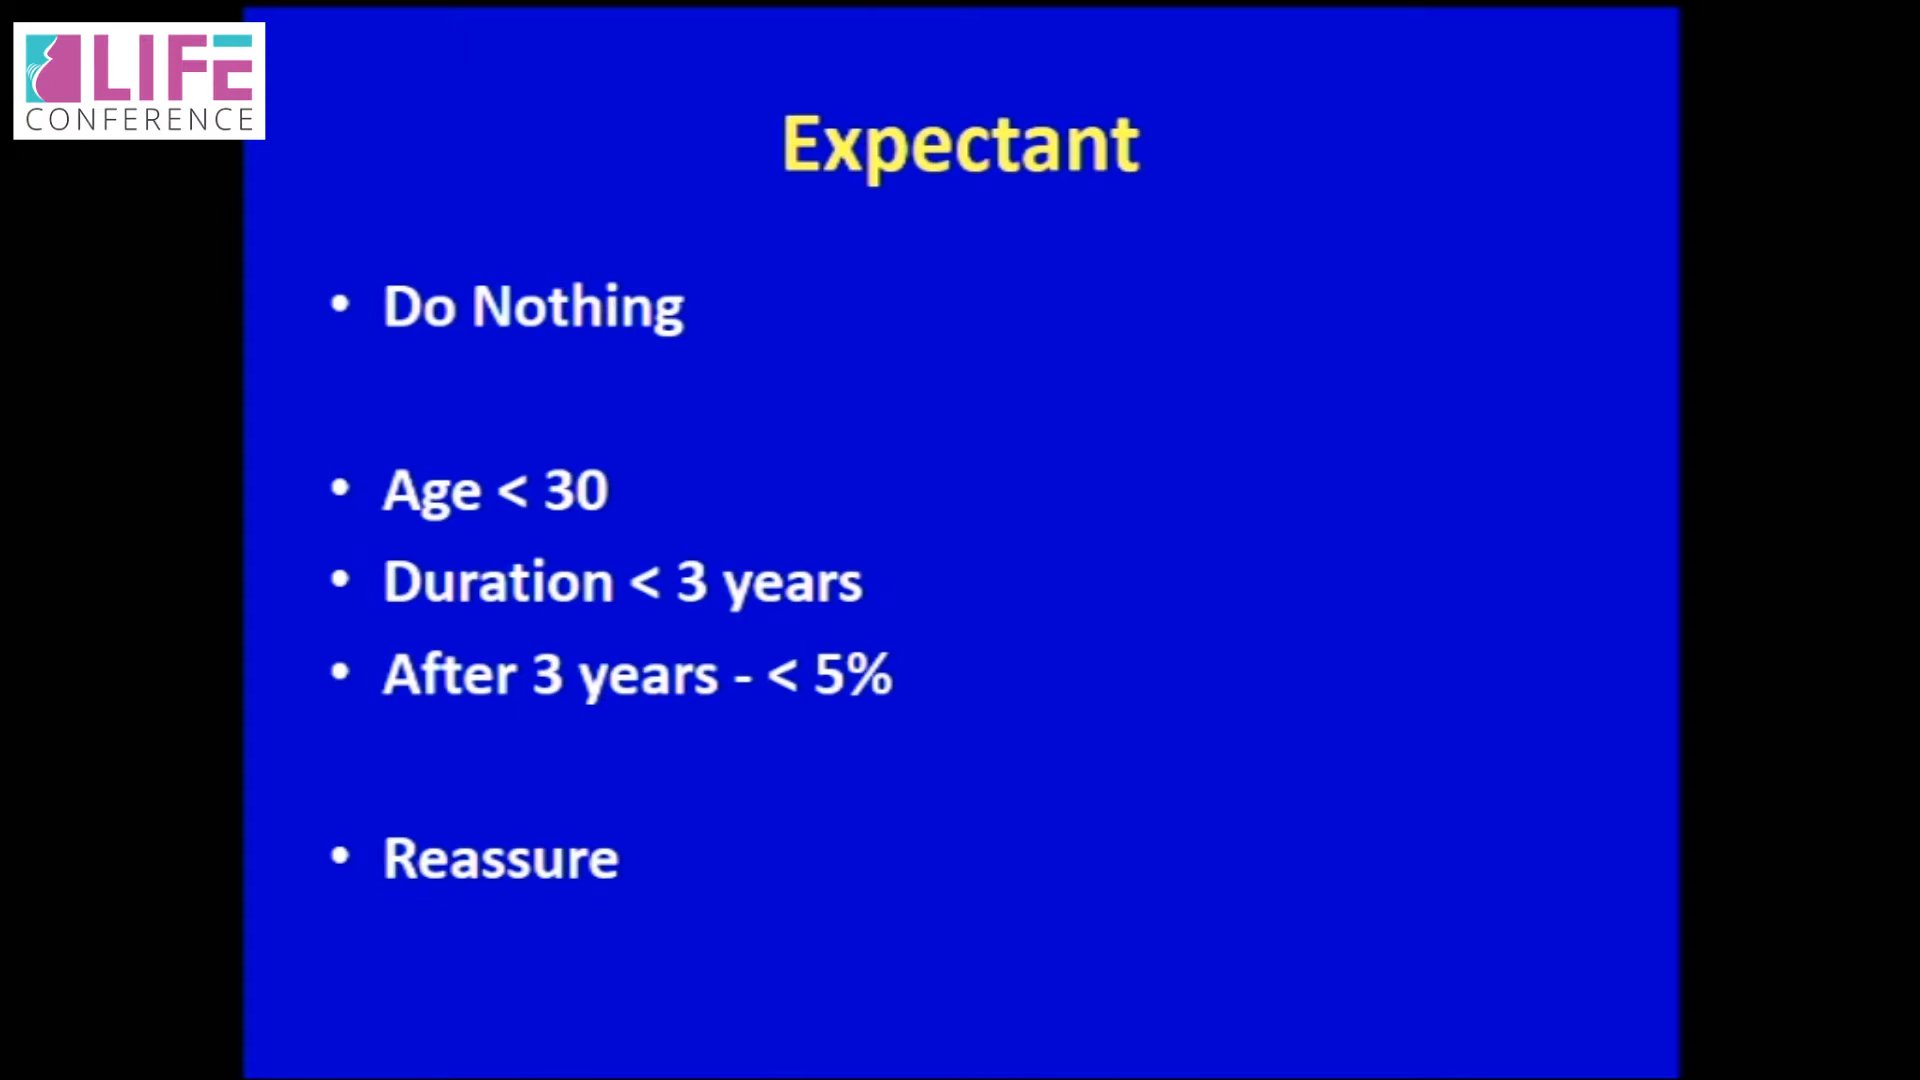 LIFE
CONFERENCE
Expectant
• Do Nothing
• Age < 30
• Duration < 3 years
• After 3 years - < 5%
• Reassure